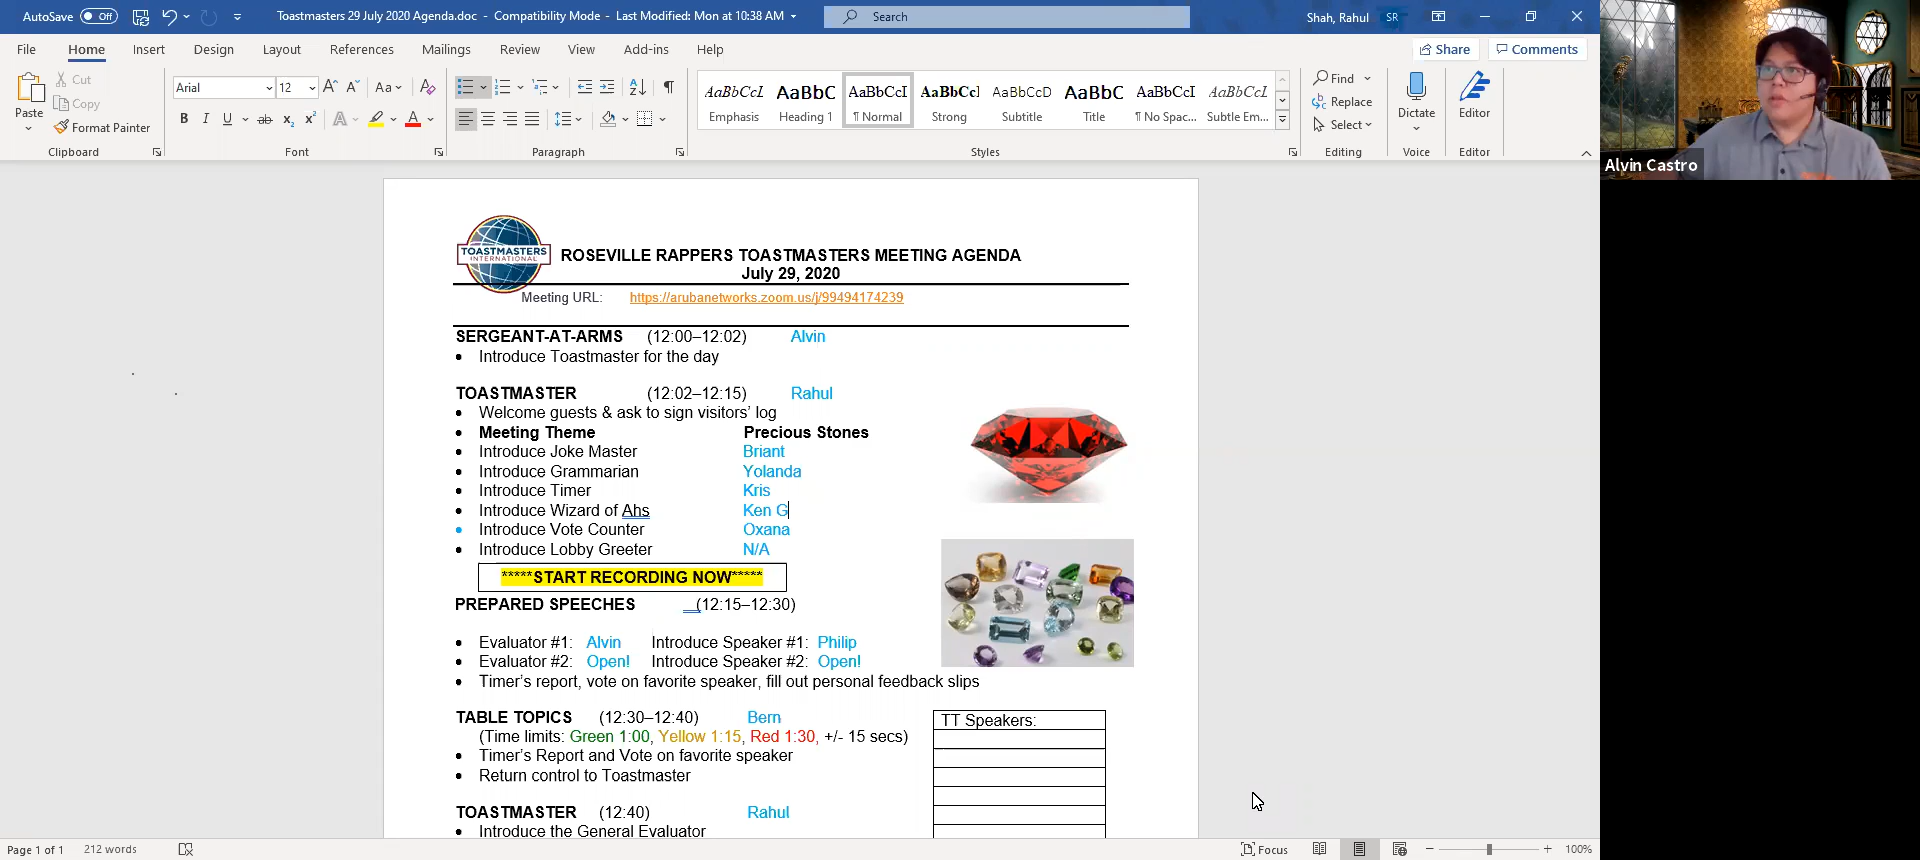 AutoSave Off Toastmasters 29 July 2020 Agenda.doc - Compatibility Mode - Last Modified: Mon at 10:38 AM Search Shah, Rahul SR
File Home Insert Design Layout References Mailings Review View Add-ins Help Share Comments
Paste Cut Copy Format Painter
Arial 12 Aa
B I U ab x₂ x² A A
AaBbCcI AaBbC AaBbCcI AaBbCcI AaBbCcD AaBbC AaBbCcI AaBbCcI
Emphasis Heading 1 ¶ Normal Strong Subtitle Title ¶ No Spac... Subtle Em...
Find
Replace
Select
Dictate Editor
Clipboard Font Paragraph Styles Editing Voice Editor
Alvin Castro
TOASTMASTERS
INTERNATIONAL
ROSEVILLE RAPPERS TOASTMASTERS MEETING AGENDA
July 29, 2020
Meeting URL: https://arubanetworks.zoom.us/j/99494174239
SERGEANT-AT-ARMS (12:00–12:02) Alvin
• Introduce Toastmaster for the day
TOASTMASTER (12:02–12:15) Rahul
• Welcome guests & ask to sign visitors’ log
• Meeting Theme Precious Stones
• Introduce Joke Master Briant
• Introduce Grammarian Yolanda
• Introduce Timer Kris
• Introduce Wizard of Ahs Ken G
• Introduce Vote Counter Oxana
• Introduce Lobby Greeter N/A
*****START RECORDING NOW*****
PREPARED SPEECHES (12:15–12:30)
• Evaluator #1: Alvin Introduce Speaker #1: Philip
• Evaluator #2: Open! Introduce Speaker #2: Open!
• Timer’s report, vote on favorite speaker, fill out personal feedback slips
TABLE TOPICS (12:30–12:40) Bern
(Time limits: Green 1:00, Yellow 1:15, Red 1:30, +/- 15 secs)
• Timer’s Report and Vote on favorite speaker
• Return control to Toastmaster
TT Speakers:
TOASTMASTER (12:40) Rahul
• Introduce the General Evaluator
Page 1 of 1 212 words Focus 100%